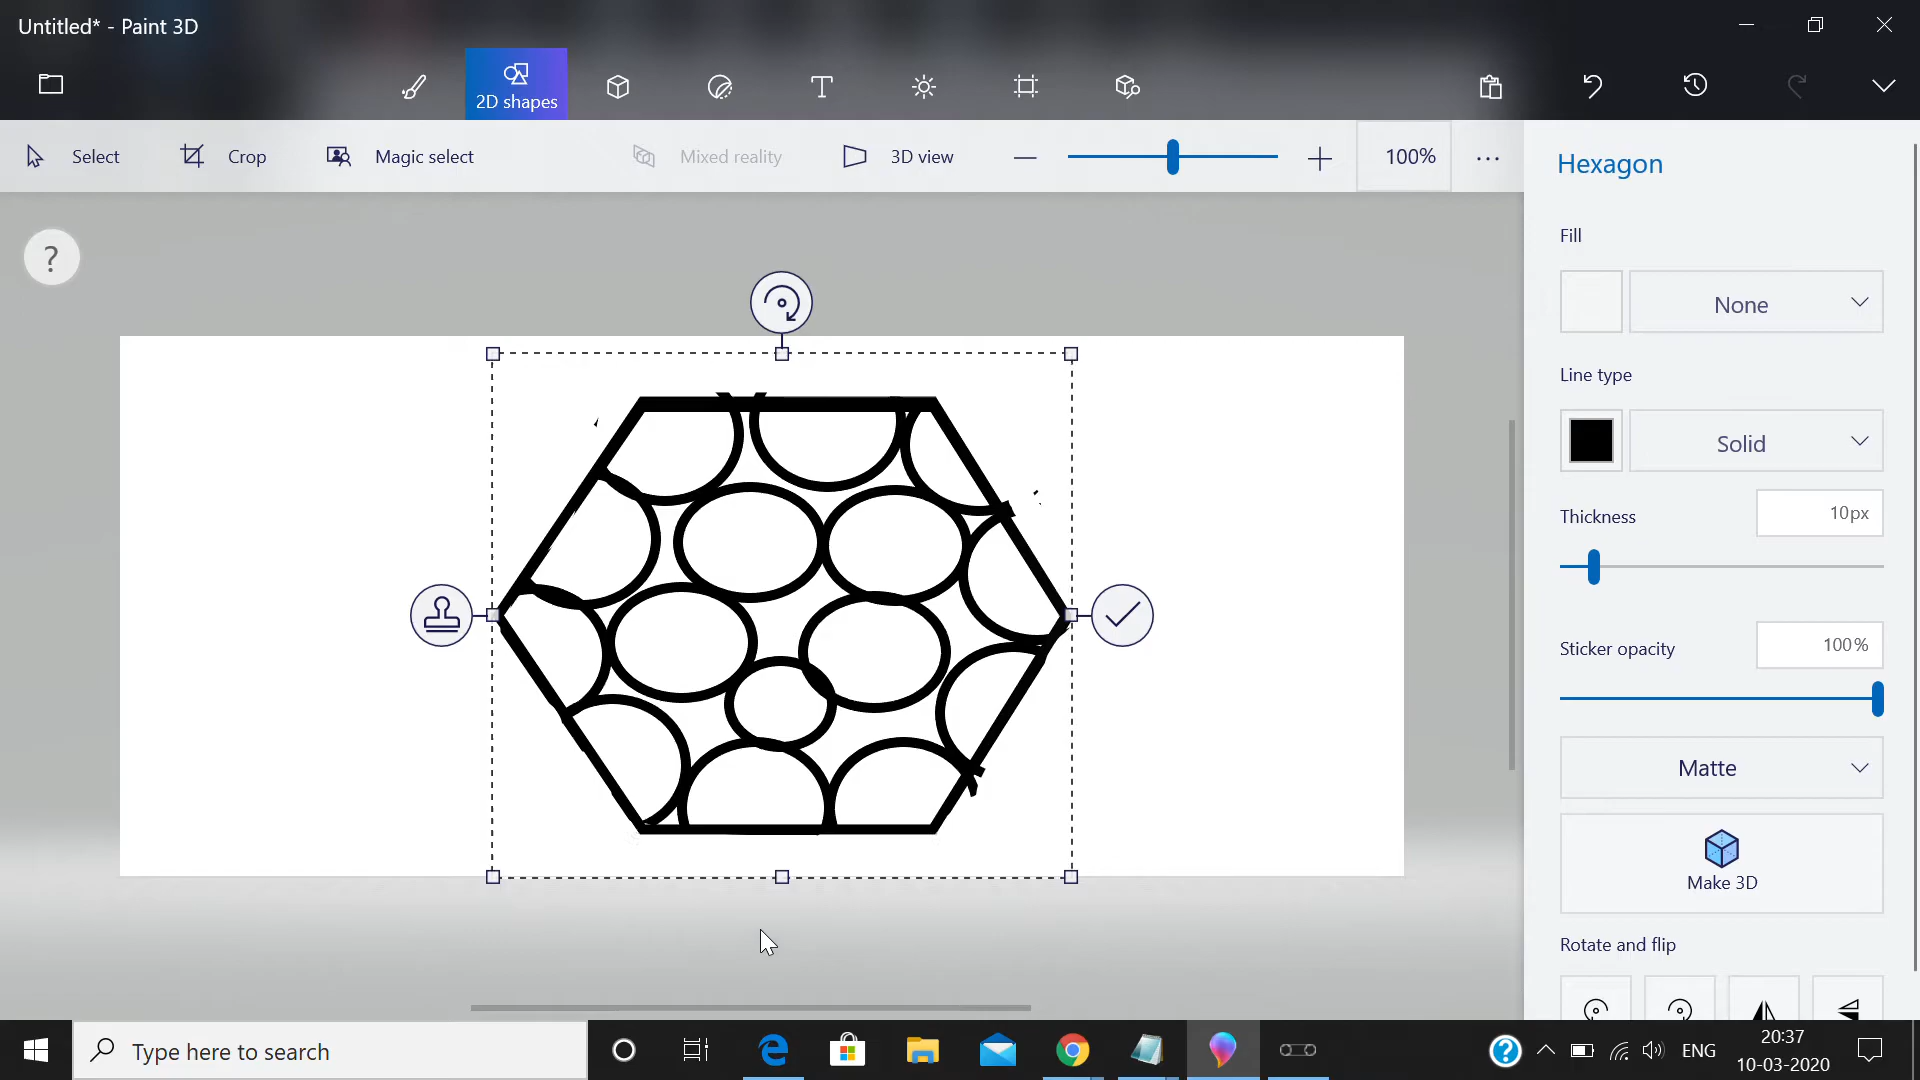 Untitled* - Paint 3D
2D shapes
Select
Crop
Magic select
Mixed reality
3D view
100%
Hexagon
?
Fill
None
Line type
Solid
Thickness
10px
Sticker opacity
100%
Matte
Make 3D
Rotate and flip
Type here to search
ENG
20:37
10-03-2020